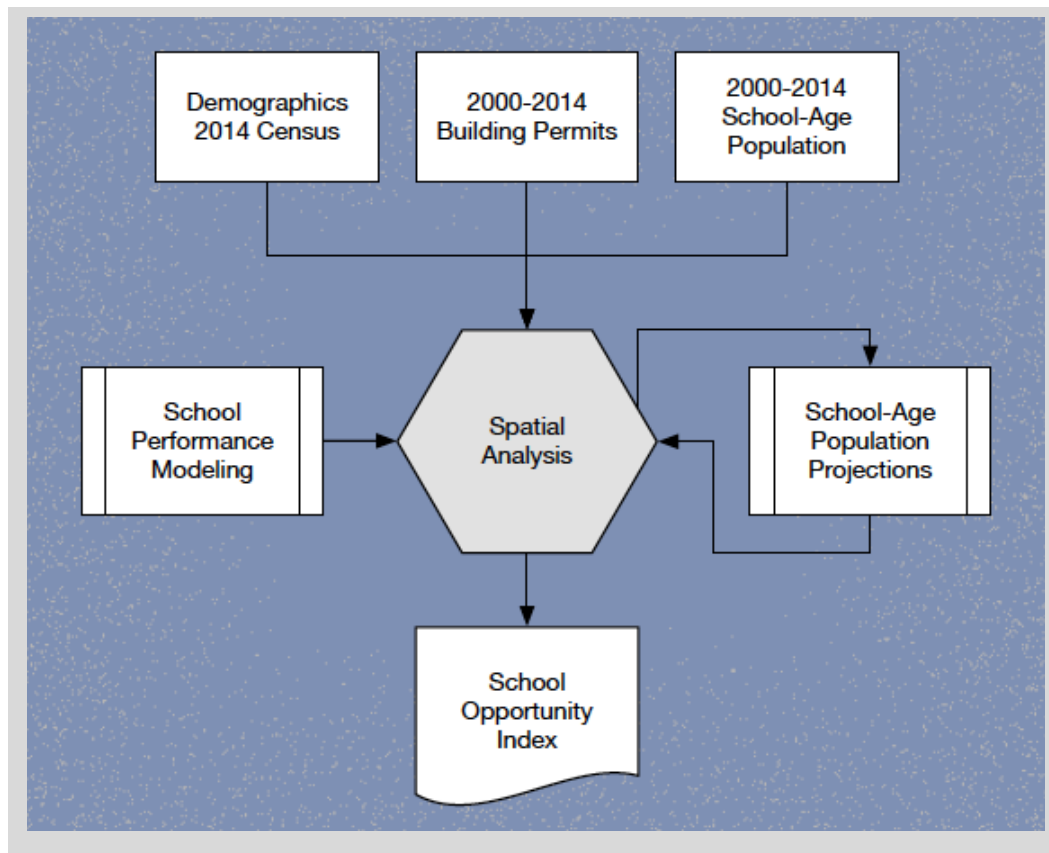 Demographics
2014 Census
2000-2014
Building Permits
2000-2014
School-Age
Population
School
Performance
Modeling
Spatial
Analysis
School-Age
Population
Projections
School
Opportunity
Index